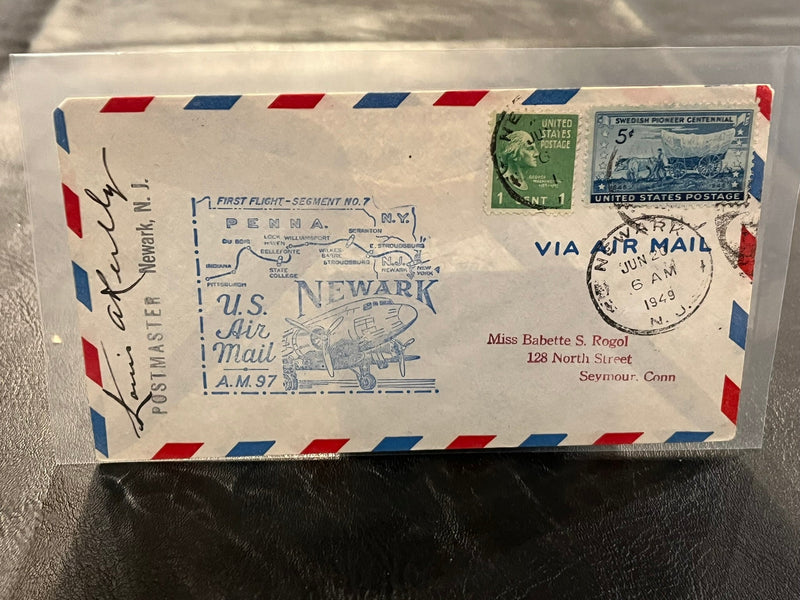 UNITED
STATES
POSTAGE
GEORGE
WASHINGTON
1 CENT 1
SWEDISH PIONEER CENTENNIAL
5¢
UNITED STATES POSTAGE
FIRST FLIGHT-SEGMENT NO. 7
PENNA.
N.Y.
DU BOIS
LOCK HAVEN
WILLIAMSPORT
SCRANTON
BELLEFONTE
WILKES-BARRE
E. STROUDSBURG
STROUDSBURG
INDIANA
STATE COLLEGE
N.J.
NEWARK
NEW YORK
PITTSBURGH
NEWARK
U.S.
Air
Mail
A.M. 97
VIA AIR MAIL
NEWARK
JUN 20
6 AM
1949
N. J.
Miss Babette S. Rogol
128 North Street
Seymour, Conn
POSTMASTER Newark, N. J.